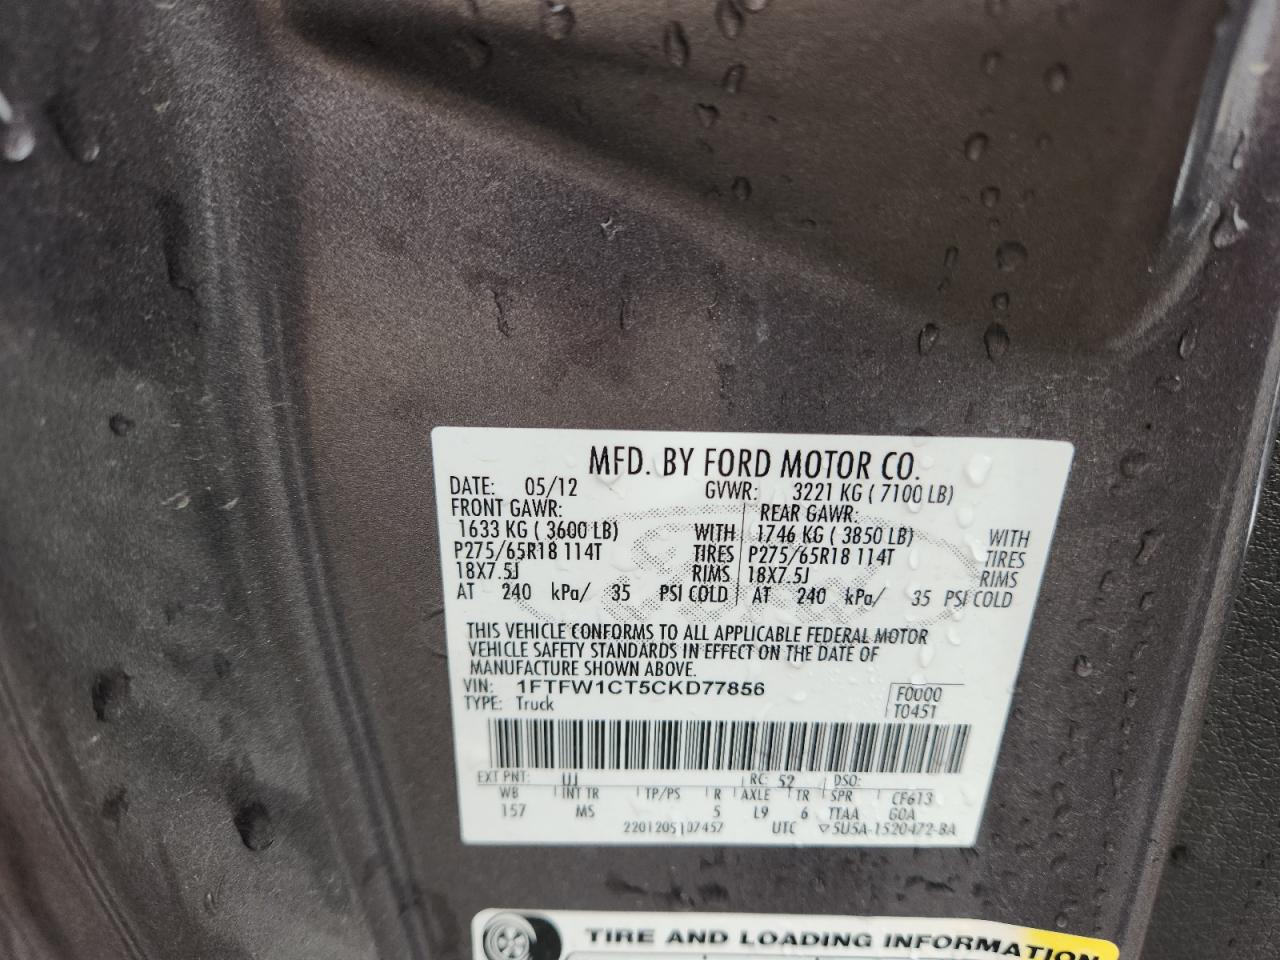 MFD. BY FORD MOTOR CO.
DATE: 05/12 GVWR: 3221 KG ( 7100 LB)
FRONT GAWR: REAR GAWR:
1633 KG ( 3600 LB) WITH 1746 KG ( 3850 LB) WITH
P275/65R18 114T TIRES P275/65R18 114T TIRES
18X7.5J RIMS 18X7.5J RIMS
AT 240 kPa/ 35 PSI COLD AT 240 kPa/ 35 PSI COLD
THIS VEHICLE CONFORMS TO ALL APPLICABLE FEDERAL MOTOR
VEHICLE SAFETY STANDARDS IN EFFECT ON THE DATE OF
MANUFACTURE SHOWN ABOVE.
VIN: 1FTFW1CT5CKD77856 F0000
TYPE: Truck T0451
EXT PNT: UJ RC: 52 DSO:
WB INT TR TP/PS R AXLE TR SPR CF613
157 MS 5 L9 6 TTAA GOA
2201205107457 UTC ▽5U5A-1520472-BA
TIRE AND LOADING INFORMATION